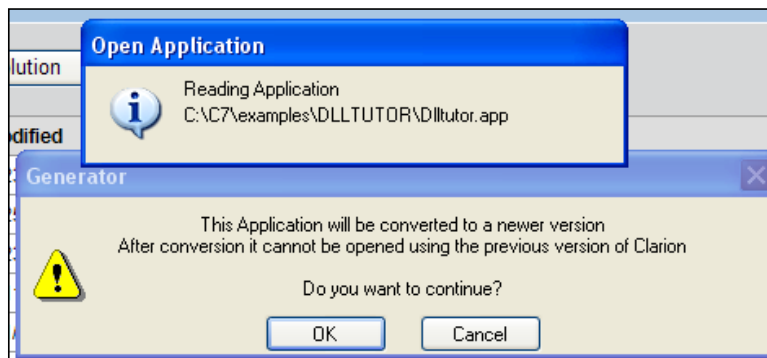 Open Application
lution
Reading Application
C:\C7\examples\DLLTUTOR\Dlltutor.app
odified
Generator
This Application will be converted to a newer version
After conversion it cannot be opened using the previous version of Clarion
Do you want to continue?
OK
Cancel